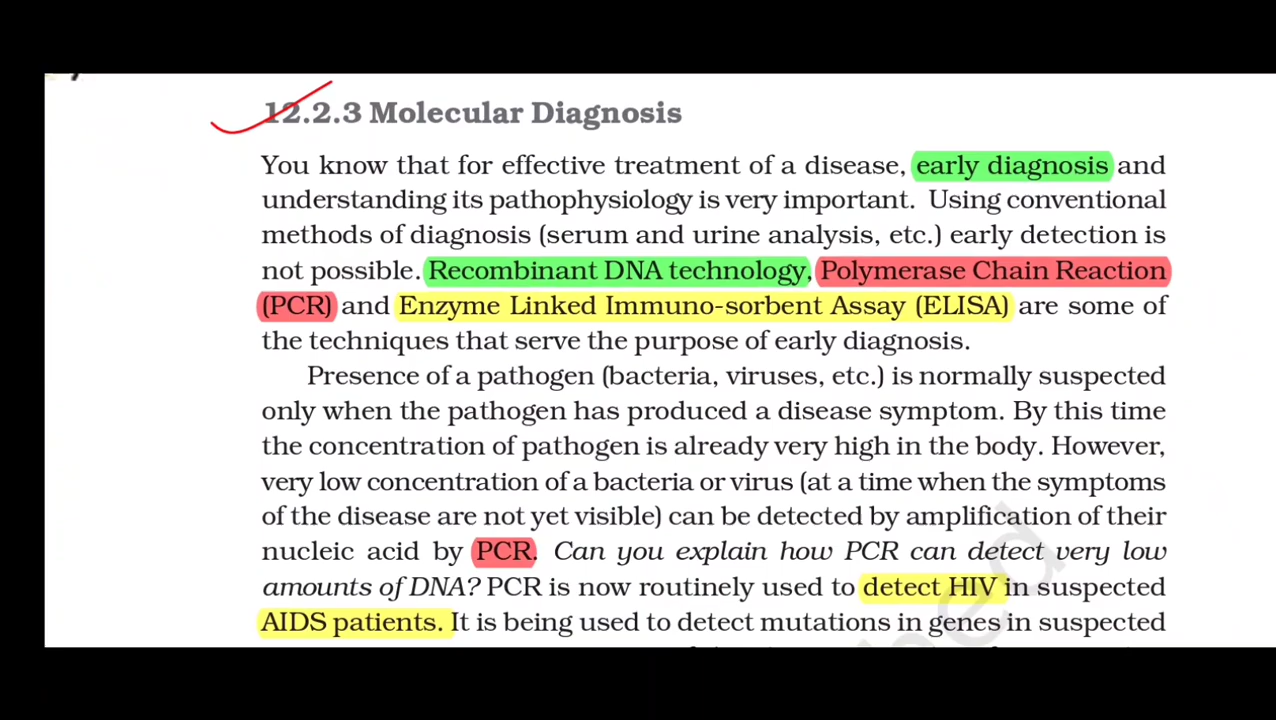 12.2.3 Molecular Diagnosis
You know that for effective treatment of a disease, early diagnosis and
understanding its pathophysiology is very important. Using conventional
methods of diagnosis (serum and urine analysis, etc.) early detection is
not possible. Recombinant DNA technology, Polymerase Chain Reaction
(PCR) and Enzyme Linked Immuno-sorbent Assay (ELISA) are some of
the techniques that serve the purpose of early diagnosis.
Presence of a pathogen (bacteria, viruses, etc.) is normally suspected
only when the pathogen has produced a disease symptom. By this time
the concentration of pathogen is already very high in the body. However,
very low concentration of a bacteria or virus (at a time when the symptoms
of the disease are not yet visible) can be detected by amplification of their
nucleic acid by PCR. Can you explain how PCR can detect very low
amounts of DNA? PCR is now routinely used to detect HIV in suspected
AIDS patients. It is being used to detect mutations in genes in suspected